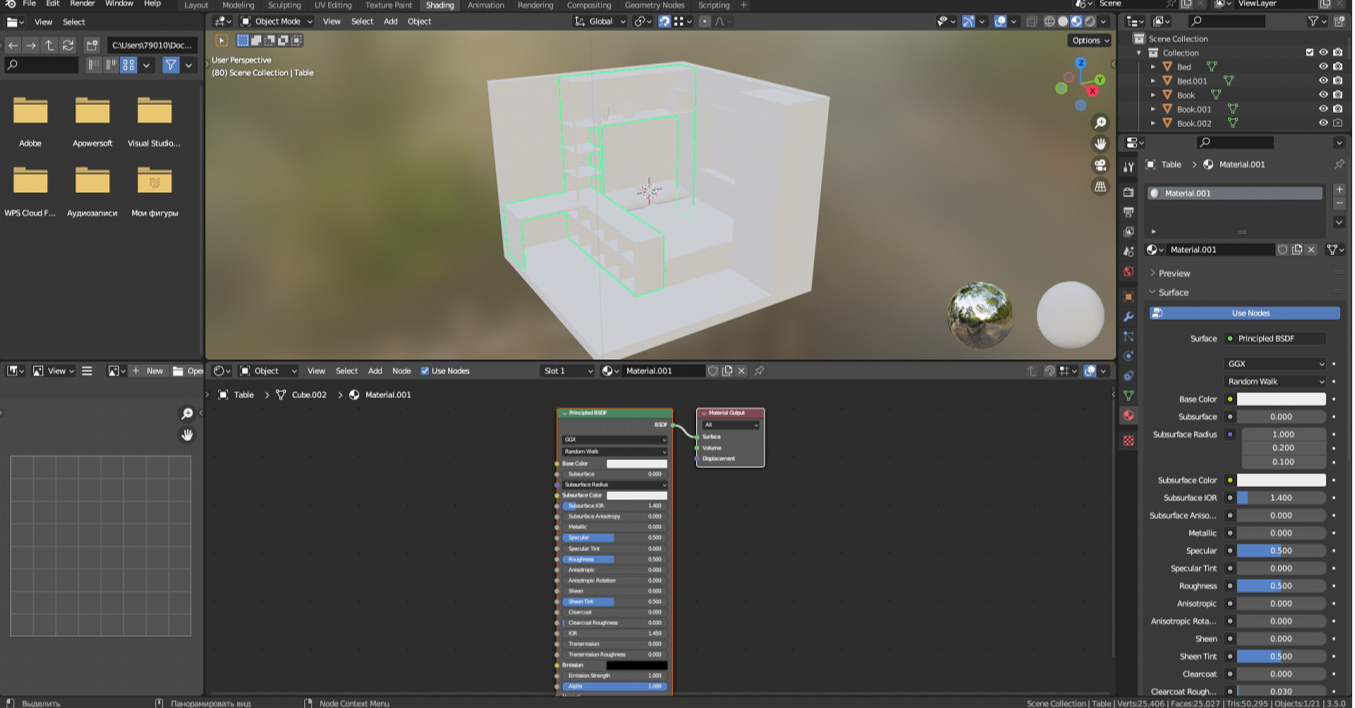 File Edit Render Window Help Layout Modeling Sculpting UV Editing Texture Paint Shading Animation Rendering Compositing Geometry Nodes Scripting + Scene ViewLayer
View Select
C:\Users\79010\Doc...
Adobe Apowersoft Visual Studio...
WPS Cloud F... Аудиозаписи Мои фигуры
Object Mode View Select Add Object Global
Options
User Perspective
(80) Scene Collection | Table
Z
Y
X
Scene Collection
Collection
Bed
Bed.001
Book
Book.001
Book.002
Table > Material.001
Material.001
Material.001
Preview
Surface
Use Nodes
Surface Principled BSDF
GGX
Random Walk
Base Color
Subsurface 0.000
Subsurface Radius 1.000
0.200
0.100
Subsurface Color
Subsurface IOR 1.400
Subsurface Aniso... 0.000
Metallic 0.000
Specular 0.500
Specular Tint 0.000
Roughness 0.500
Anisotropic 0.000
Anisotropic Rota... 0.000
Sheen 0.000
Sheen Tint 0.500
Clearcoat 0.000
Clearcoat Rough... 0.030
View + New Open
Object View Select Add Node Use Nodes Slot 1 Material.001
Table > Cube.002 > Material.001
Principled BSDF
BSDF
GGX
Random Walk
Base Color
Subsurface 0.000
Subsurface Radius
Subsurface Color
Subsurface IOR 1.400
Subsurface Anisotropy 0.000
Metallic 0.000
Specular 0.500
Specular Tint 0.000
Roughness 0.500
Anisotropic 0.000
Anisotropic Rotation 0.000
Sheen 0.000
Sheen Tint 0.500
Clearcoat 0.000
Clearcoat Roughness 0.030
IOR 1.450
Transmission 0.000
Transmission Roughness 0.000
Emission
Emission Strength 1.000
Alpha 1.000
Material Output
All
Surface
Volume
Displacement
Выделить Панорамировать вид Node Context Menu Scene Collection | Table | Verts:25,406 | Faces:25,027 | Tris:50,295 | Objects:1/21 | 3.5.0